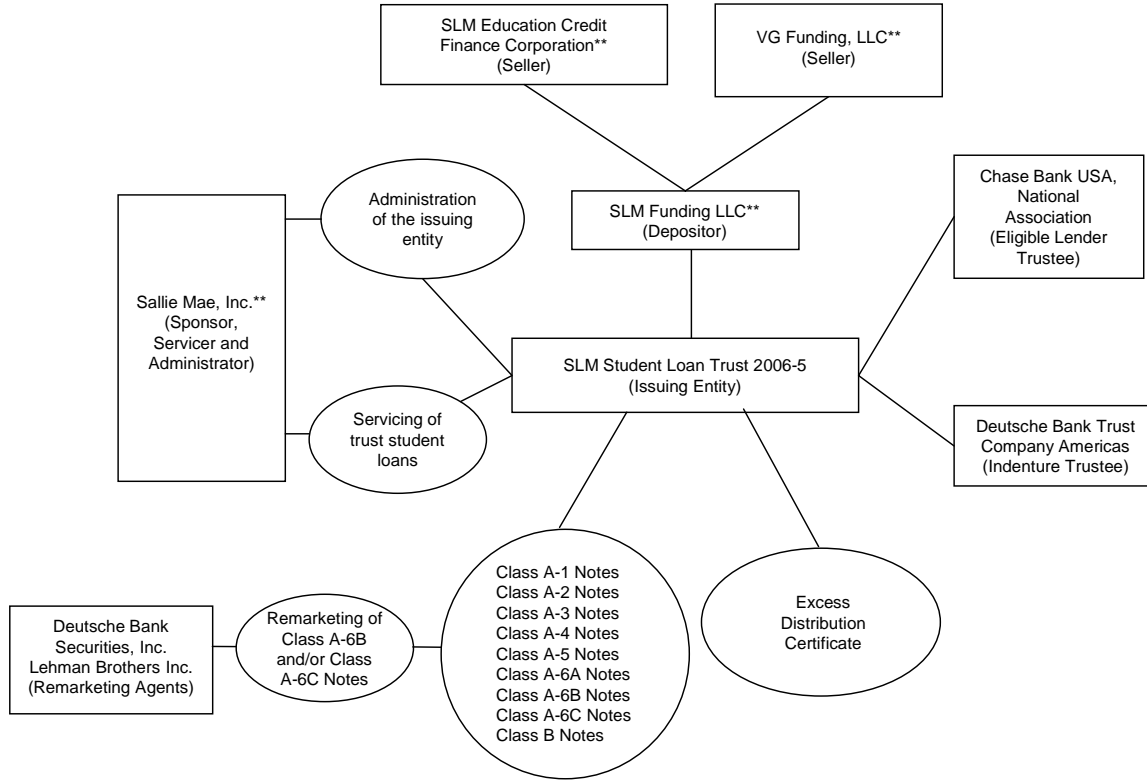 SLM Education Credit
Finance Corporation**
(Seller)
VG Funding, LLC**
(Seller)
Chase Bank USA,
National
Association
(Eligible Lender
Trustee)
Administration
of the issuing
entity
SLM Funding LLC**
(Depositor)
Sallie Mae, Inc.**
(Sponsor,
Servicer and
Administrator)
SLM Student Loan Trust 2006-5
(Issuing Entity)
Servicing of
trust student
loans
Deutsche Bank Trust
Company Americas
(Indenture Trustee)
Deutsche Bank
Securities, Inc.
Lehman Brothers Inc.
(Remarketing Agents)
Remarketing of
Class A-6B
and/or Class
A-6C Notes
Class A-1 Notes
Class A-2 Notes
Class A-3 Notes
Class A-4 Notes
Class A-5 Notes
Class A-6A Notes
Class A-6B Notes
Class A-6C Notes
Class B Notes
Excess
Distribution
Certificate